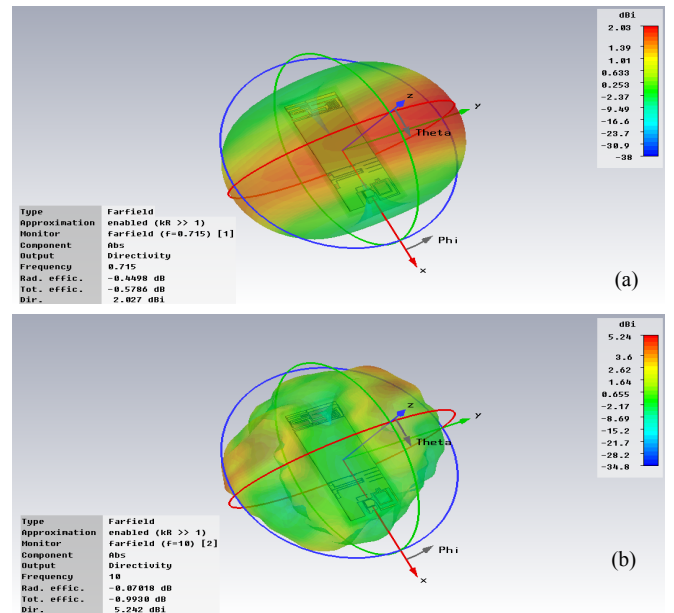 dBi
2.03
1.39
1.01
0.633
0.253
-2.37
-9.49
-16.6
-23.7
-30.9
-38
z
y
Theta
Phi
x
Type Farfield
Approximation enabled (kR >> 1)
Monitor farfield (f=0.715) [1]
Component Abs
Output Directivity
Frequency 0.715
Rad. effic. -0.4498 dB
Tot. effic. -0.5786 dB
Dir. 2.027 dBi
(a)
dBi
5.24
3.6
2.62
1.64
0.655
-2.17
-8.69
-15.2
-21.7
-28.2
-34.8
z
y
Theta
Phi
x
Type Farfield
Approximation enabled (kR >> 1)
Monitor farfield (f=10) [2]
Component Abs
Output Directivity
Frequency 10
Rad. effic. -0.07018 dB
Tot. effic. -0.9930 dB
Dir. 5.242 dBi
(b)